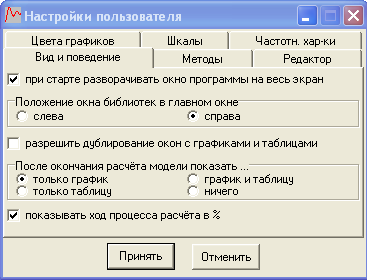 Настройки пользователя
Цвета графиков Шкалы Частотн. хар-ки
Вид и поведение Методы Редактор
при старте разворачивать окно программы на весь экран
Положение окна библиотек в главном окне
слева справа
разрешить дублирование окон с графиками и таблицами
После окончания расчёта модели показать ...
только график график и таблицу
только таблицу ничего
показывать ход процесса расчёта в %
Принять Отменить